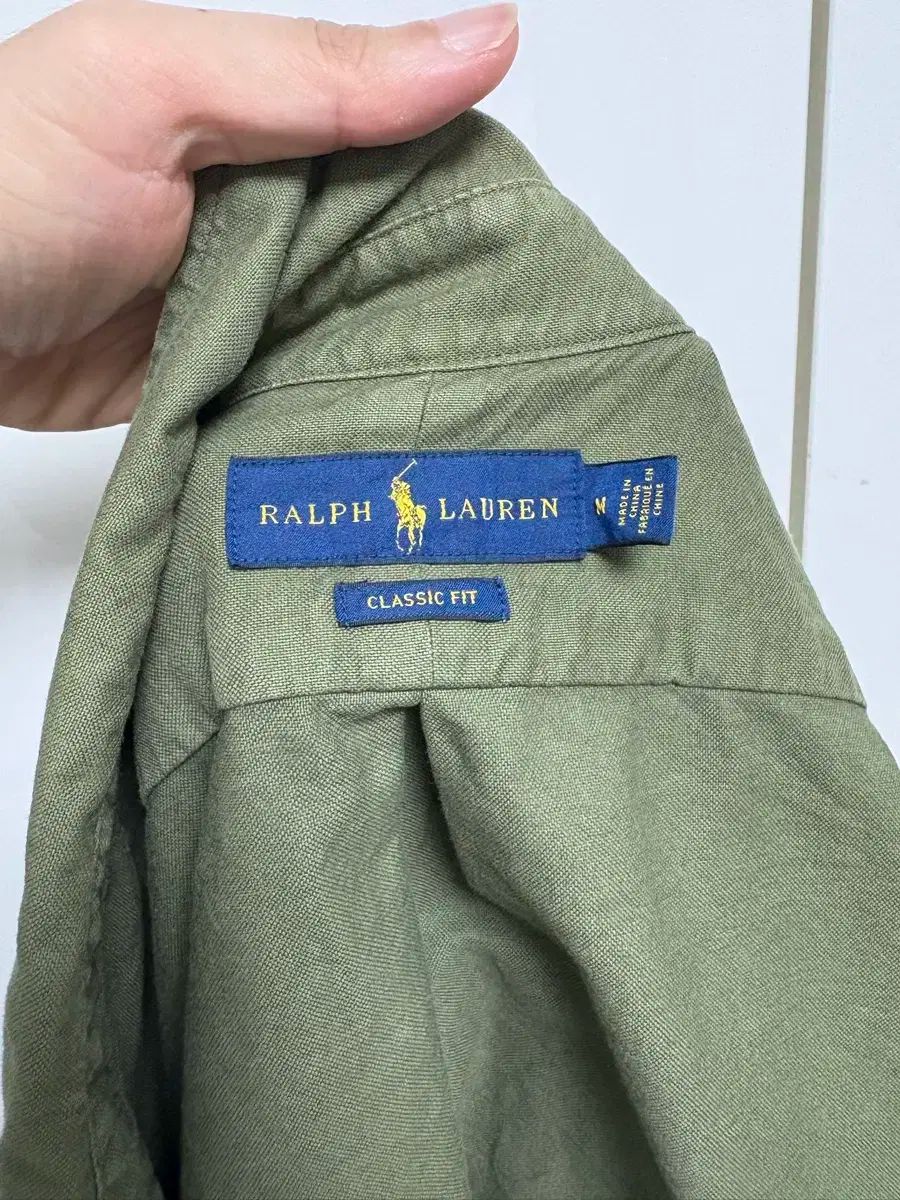 RALPH LAUREN
M
MADE IN
CHINA
FABRIQUÉ EN
CHINE
CLASSIC FIT